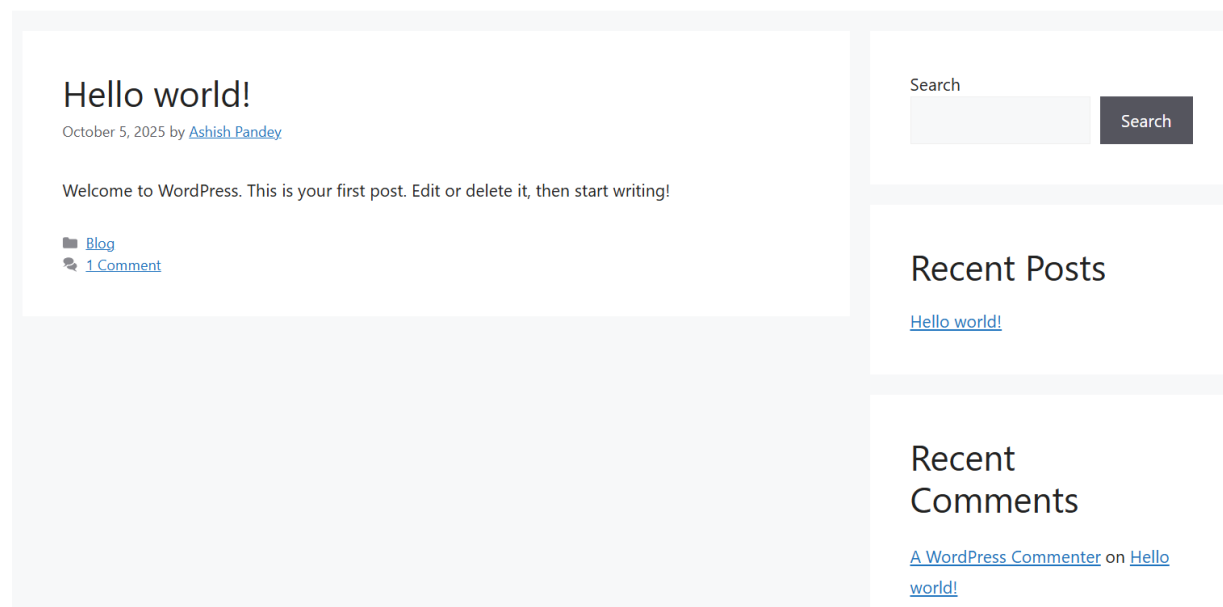 Hello world!
October 5, 2025 by Ashish Pandey
Welcome to WordPress. This is your first post. Edit or delete it, then start writing!
Blog
1 Comment
Search
Search
Recent Posts
Hello world!
Recent
Comments
A WordPress Commenter on Hello
world!